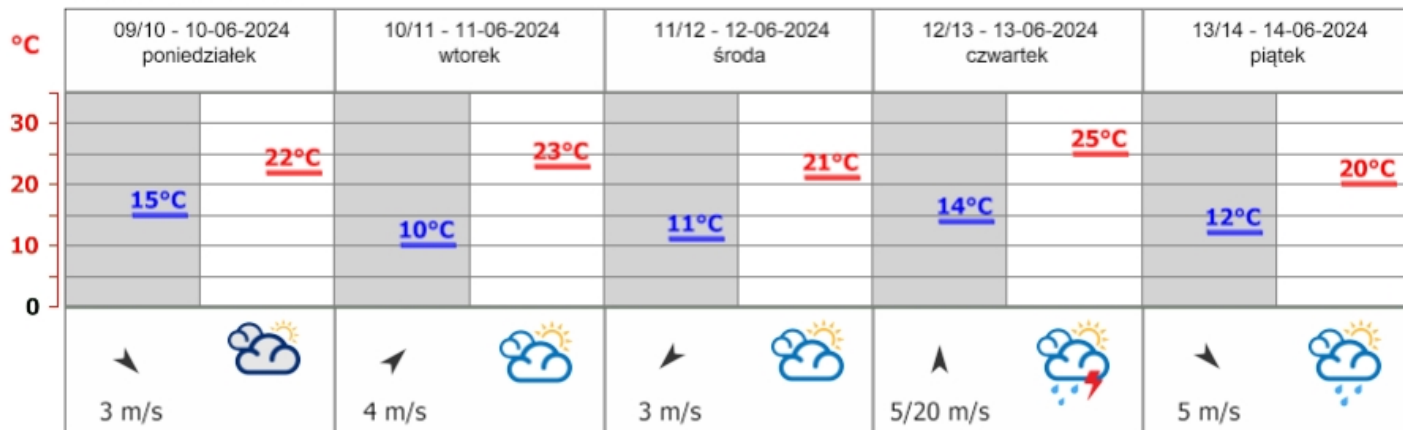 °C
09/10 - 10-06-2024
poniedziałek
10/11 - 11-06-2024
wtorek
11/12 - 12-06-2024
środa
12/13 - 13-06-2024
czwartek
13/14 - 14-06-2024
piątek
30
20
10
0
15°C
22°C
10°C
23°C
11°C
21°C
14°C
25°C
12°C
20°C
3 m/s
4 m/s
3 m/s
5/20 m/s
5 m/s